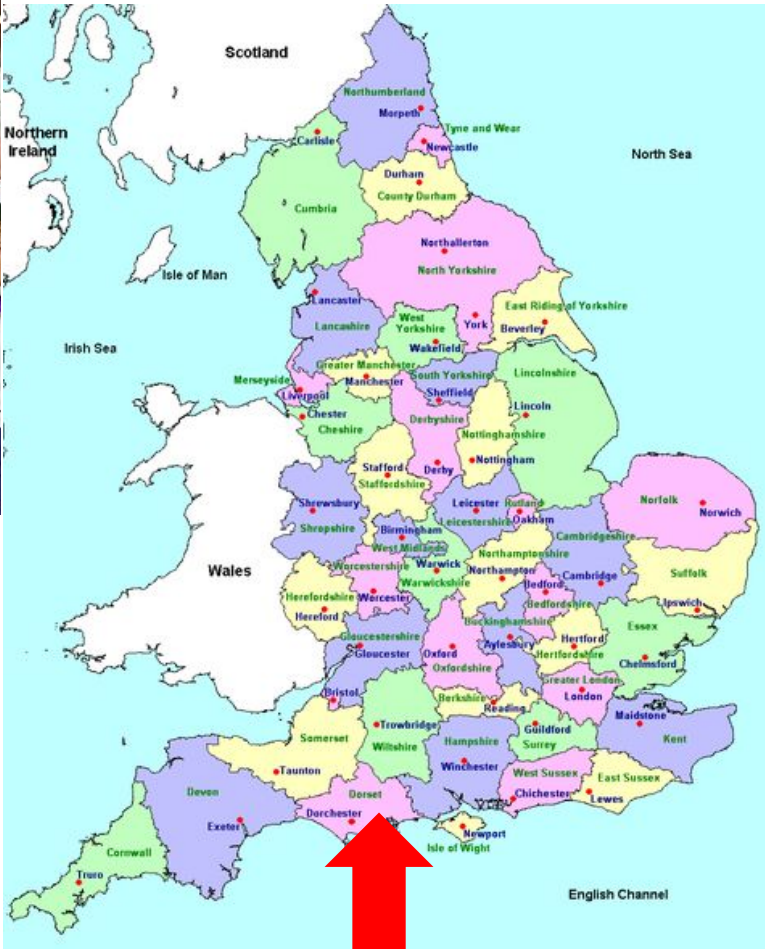 Scotland
Northumberland
Morpeth
Tyne and Wear
Northern
Ireland
Carlisle
Newcastle
North Sea
Durham
County Durham
Cumbria
Northallerton
North Yorkshire
Isle of Man
Lancaster
East Riding of Yorkshire
West
Yorkshire
York
Beverley
Lancashire
Irish Sea
Wakefield
Greater Manchester
Manchester
South Yorkshire
Lincolnshire
Merseyside
Liverpool
Sheffield
Chester
Cheshire
Derbyshire
Lincoln
Nottinghamshire
Stafford
Derby
Nottingham
Staffordshire
Shrewsbury
Leicester
Rutland
Norfolk
Norwich
Leicestershire
Oakham
Shropshire
Birmingham
Cambridgeshire
West Midlands
Northamptonshire
Wales
Worcestershire
Warwick
Northampton
Cambridge
Suffolk
Warwickshire
Bedford
Herefordshire
Worcester
Bedfordshire
Ipswich
Hereford
Buckinghamshire
Essex
Gloucestershire
Hertford
Gloucester
Oxford
Aylesbury
Hertfordshire
Chelmsford
Oxfordshire
Greater London
Bristol
Berkshire
London
Reading
Maidstone
Trowbridge
Guildford
Somerset
Wiltshire
Hampshire
Surrey
Kent
Winchester
Taunton
West Sussex
East Sussex
Devon
Dorset
Chichester
Lewes
Dorchester
Exeter
Newport
Isle of Wight
Cornwall
Truro
English Channel